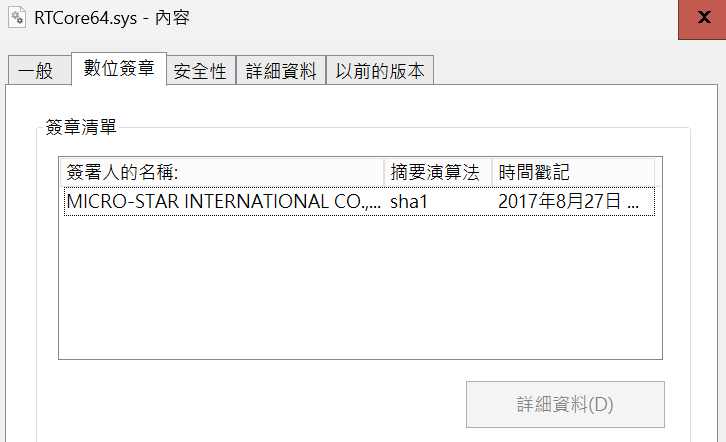 RTCore64.sys - 內容
x
一般 數位簽章 安全性 詳細資料 以前的版本
簽章清單
簽署人的名稱: 摘要演算法 時間戳記
MICRO-STAR INTERNATIONAL CO.,... sha1 2017年8月27日 ...
詳細資料(D)